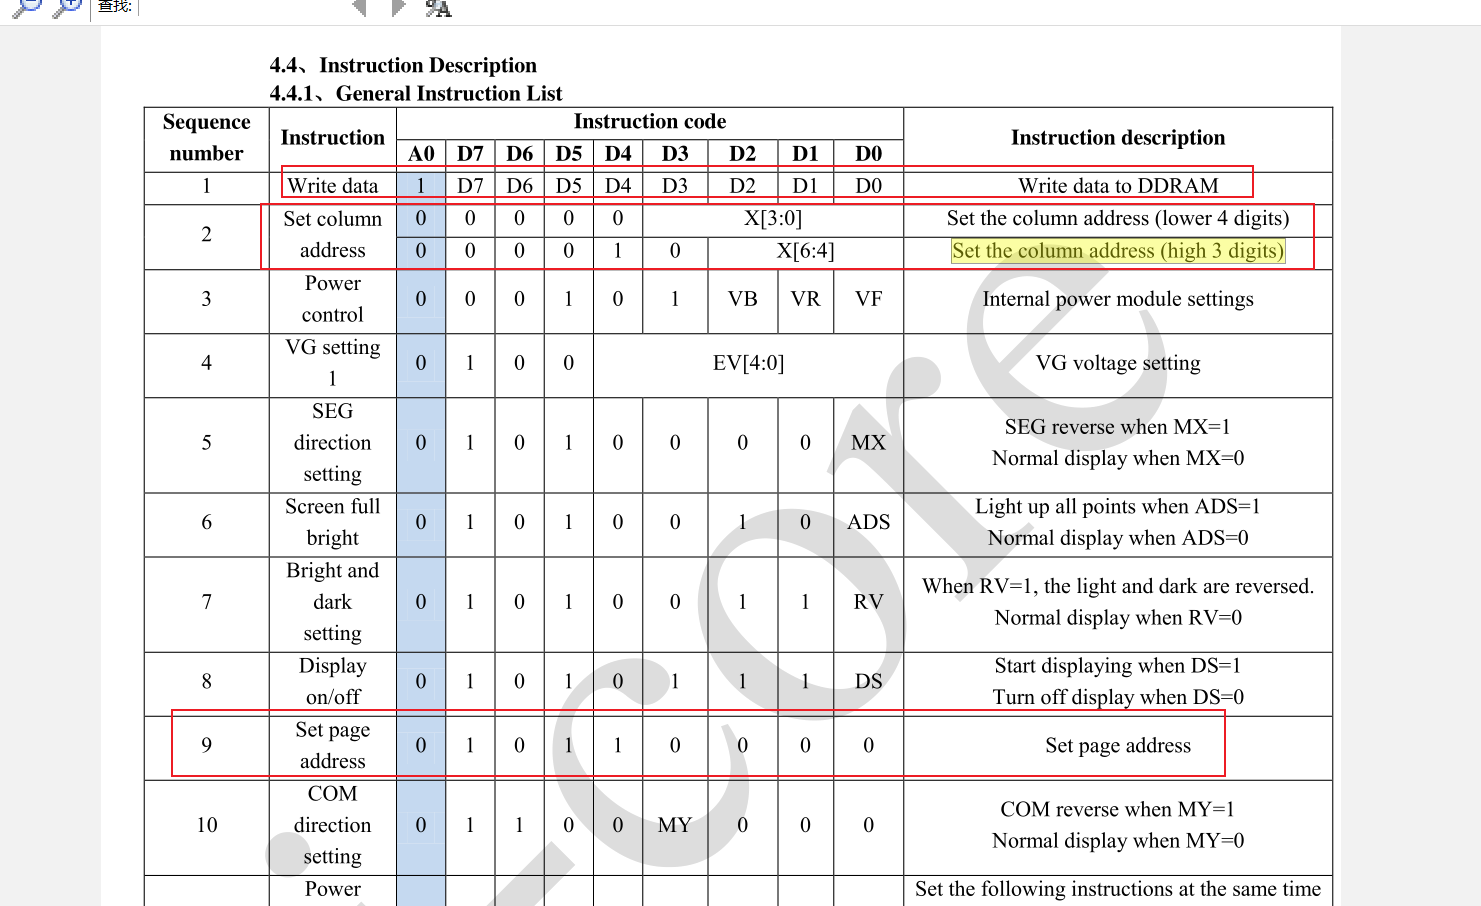 查找:
4.4、Instruction Description
4.4.1、General Instruction List
Sequence number Instruction Instruction code Instruction description
A0 D7 D6 D5 D4 D3 D2 D1 D0
1 Write data 1 D7 D6 D5 D4 D3 D2 D1 D0 Write data to DDRAM
2 Set column address 0 0 0 0 0 X[3:0] Set the column address (lower 4 digits)
0 0 0 0 1 0 X[6:4] Set the column address (high 3 digits)
3 Power control 0 0 0 1 0 1 VB VR VF Internal power module settings
4 VG setting 1 0 1 0 0 EV[4:0] VG voltage setting
5 SEG direction setting 0 1 0 1 0 0 0 0 MX SEG reverse when MX=1
Normal display when MX=0
6 Screen full bright 0 1 0 1 0 0 1 0 ADS Light up all points when ADS=1
Normal display when ADS=0
7 Bright and dark setting 0 1 0 1 0 0 1 1 RV When RV=1, the light and dark are reversed.
Normal display when RV=0
8 Display on/off 0 1 0 1 0 1 1 1 DS Start displaying when DS=1
Turn off display when DS=0
9 Set page address 0 1 0 1 1 0 0 0 0 Set page address
10 COM direction setting 0 1 1 0 0 MY 0 0 0 COM reverse when MY=1
Normal display when MY=0
Power Set the following instructions at the same time
i-core